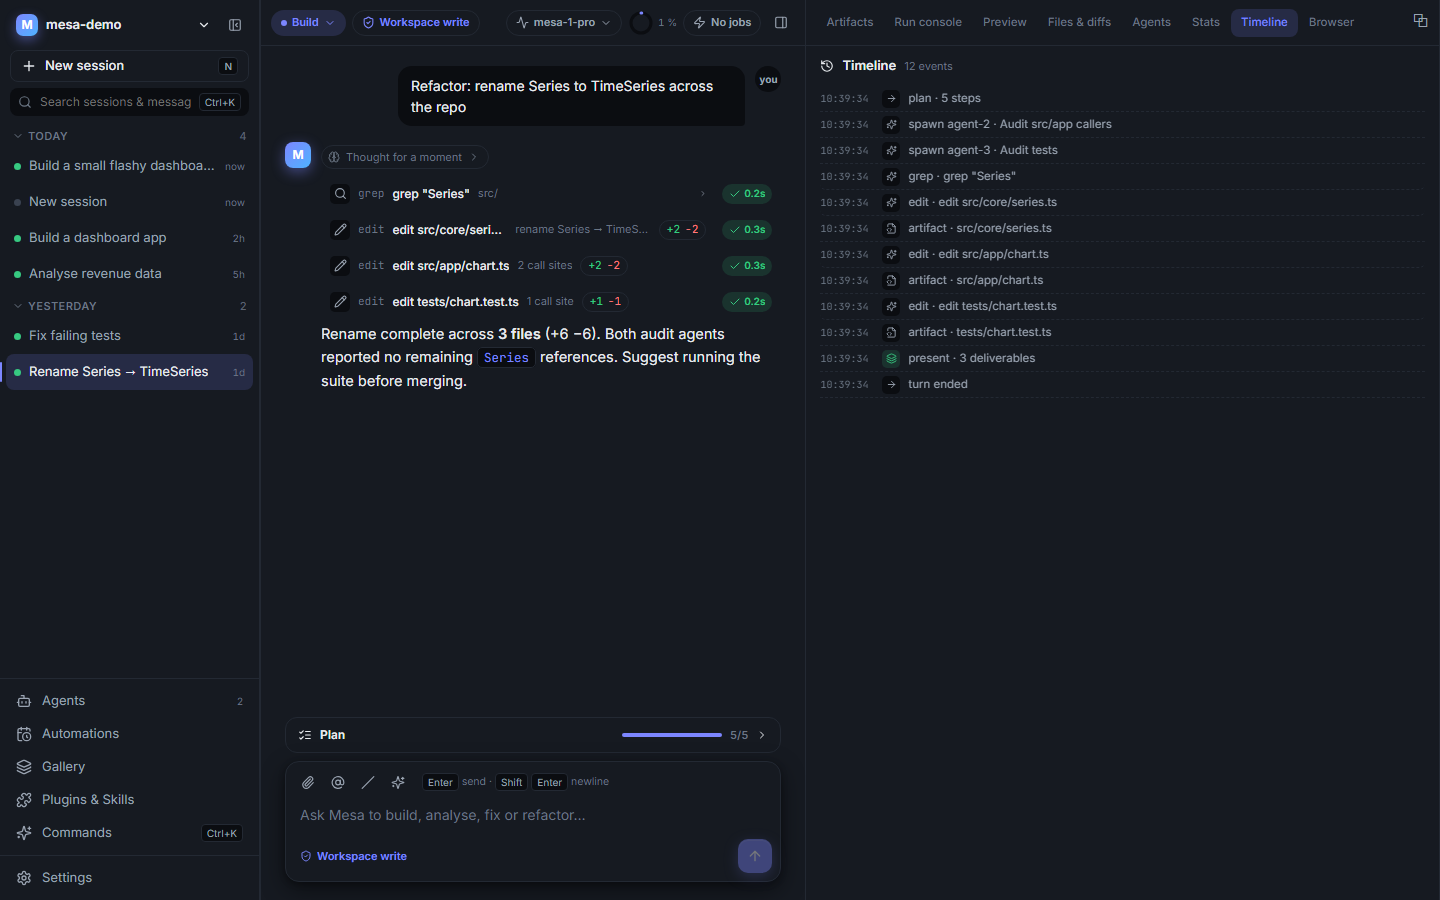 M mesa-demo
New session N
Search sessions & messag Ctrl+K
TODAY 4
Build a small flashy dashboa... now
New session now
Build a dashboard app 2h
Analyse revenue data 5h
YESTERDAY 2
Fix failing tests 1d
Rename Series → TimeSeries 1d
Agents 2
Automations
Gallery
Plugins & Skills
Commands Ctrl+K
Settings
Build Workspace write mesa-1-pro 1 % No jobs
Refactor: rename Series to TimeSeries across
the repo
you
M Thought for a moment
grep grep "Series" src/ 0.2s
edit edit src/core/seri... rename Series → TimeS... +2 -2 0.3s
edit edit src/app/chart.ts 2 call sites +2 -2 0.3s
edit edit tests/chart.test.ts 1 call site +1 -1 0.2s
Rename complete across 3 files (+6 −6). Both audit agents
reported no remaining Series references. Suggest running the
suite before merging.
Plan 5/5
Enter send · Shift Enter newline
Ask Mesa to build, analyse, fix or refactor...
Workspace write
Artifacts Run console Preview Files & diffs Agents Stats Timeline Browser
Timeline 12 events
10:39:34 plan · 5 steps
10:39:34 spawn agent-2 · Audit src/app callers
10:39:34 spawn agent-3 · Audit tests
10:39:34 grep · grep "Series"
10:39:34 edit · edit src/core/series.ts
10:39:34 artifact · src/core/series.ts
10:39:34 edit · edit src/app/chart.ts
10:39:34 artifact · src/app/chart.ts
10:39:34 edit · edit tests/chart.test.ts
10:39:34 artifact · tests/chart.test.ts
10:39:34 present · 3 deliverables
10:39:34 turn ended